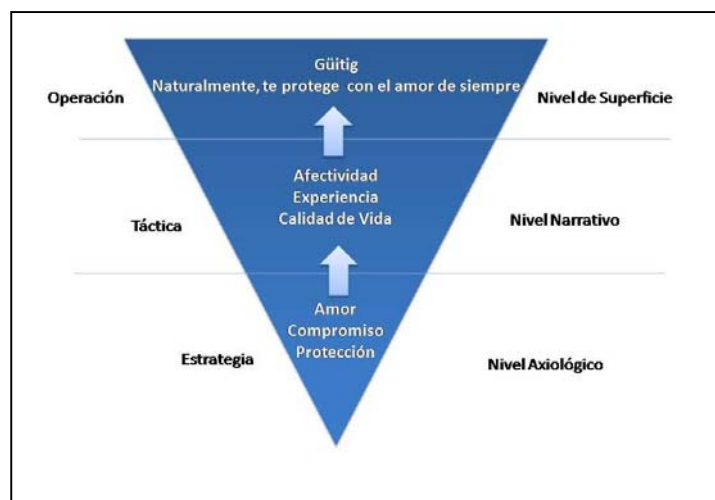 Güitig
Naturalmente, te protege con el amor de siempre
Operación
Nivel de Superficie
Afectividad
Experiencia
Calidad de Vida
Táctica
Nivel Narrativo
Amor
Compromiso
Protección
Estrategia
Nivel Axiológico